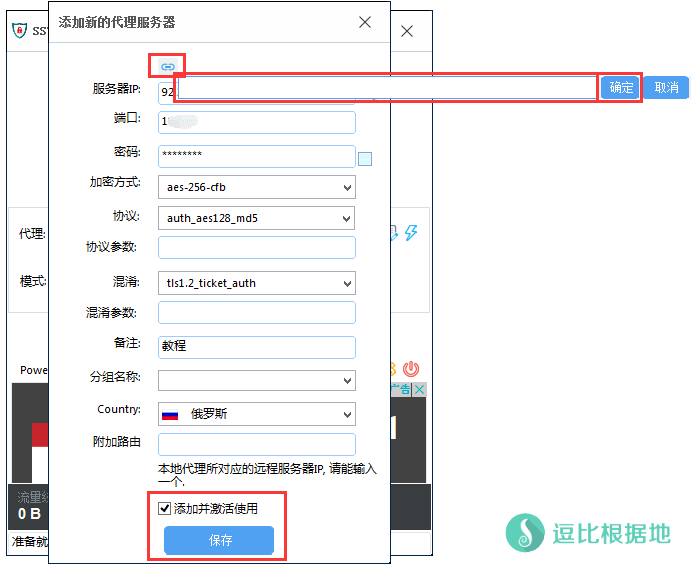 SS
添加新的代理服务器
服务器IP:
92
确定
取消
端口:
1
密码:
********
加密方式:
aes-256-cfb
协议:
auth_aes128_md5
代理:
协议参数:
模式:
混淆:
tls1.2_ticket_auth
混淆参数:
备注:
教程
Powe
分组名称:
广告
Country:
俄罗斯
附加路由
本地代理所对应的远程服务器IP, 请能输入
一个.
流量
0 B
添加并激活使用
保存
准备就
逗比根据地